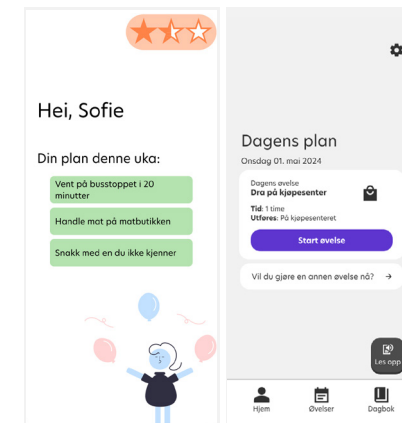 Hei, Sofie
Din plan denne uka:
Vent på busstoppet i 20
minutter
Handle mat på matbutikken
Snakk med en du ikke kjenner
Dagens plan
Onsdag 01. mai 2024
Dagens øvelse
Dra på kjøpesenter
Tid: 1 time
Utføres: På kjøpesenteret
Start øvelse
Vil du gjøre en annen øvelse nå? →
Les opp
Hjem
Øvelser
Dagbok